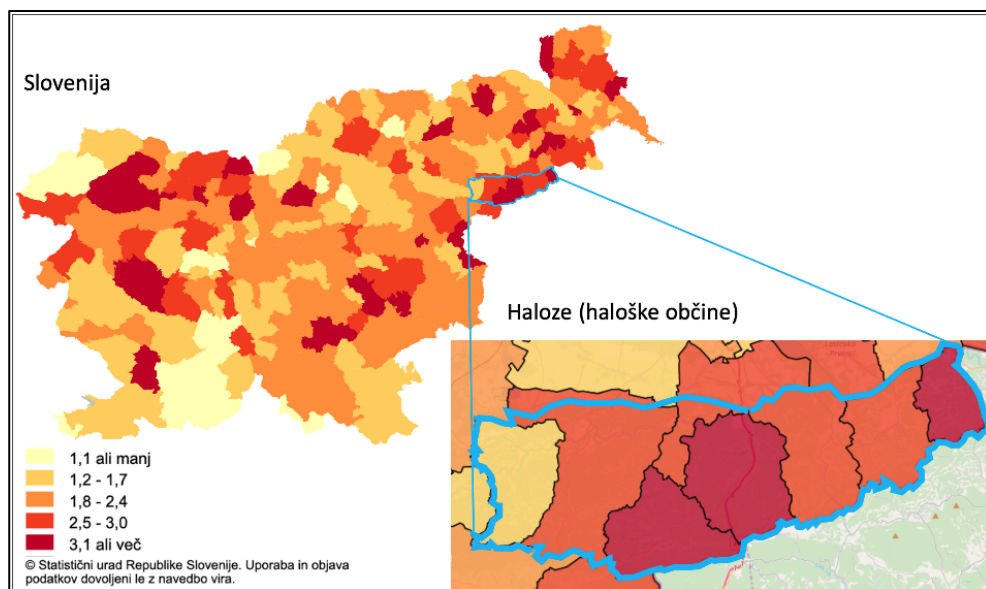 Slovenija
Haloze (haloške občine)
1,1 ali manj
1,2 - 1,7
1,8 - 2,4
2,5 - 3,0
3,1 ali več
© Statistični urad Republike Slovenije. Uporaba in objava
podatkov dovoljeni le z navedbo vira.